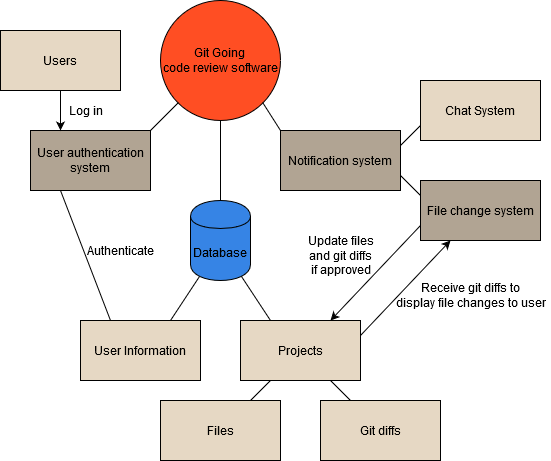 Git Going
code review software
Users
Log in
Chat System
User authentication
system
Notification system
File change system
Update files
and git diffs
if approved
Authenticate
Database
Receive git diffs to
display file changes to user
User Information
Projects
Files
Git diffs